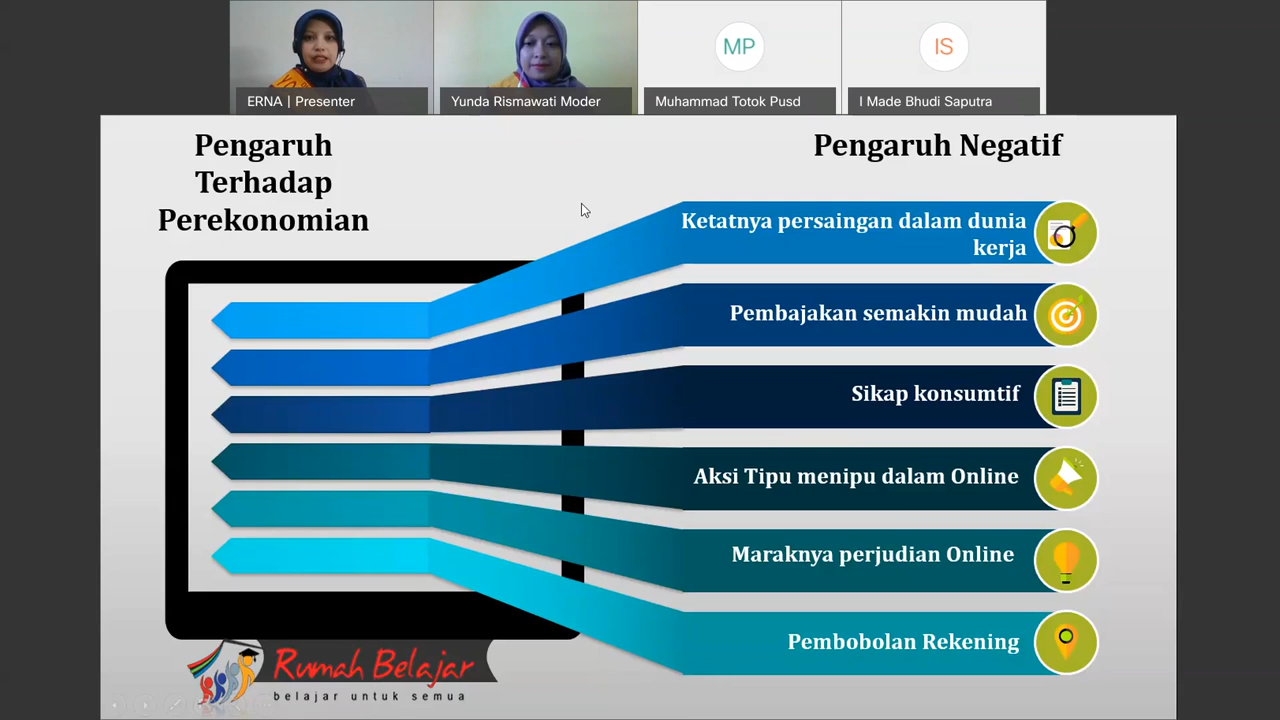 MP
IS
ERNA | Presenter
Yunda Rismawati Moder
Muhammad Totok Pusd
I Made Bhudi Saputra
Pengaruh
Terhadap
Perekonomian
Pengaruh Negatif
Ketatnya persaingan dalam dunia
kerja
Pembajakan semakin mudah
Sikap konsumtif
Aksi Tipu menipu dalam Online
Maraknya perjudian Online
Pembobolan Rekening
Rumah Belajar
belajar untuk semua